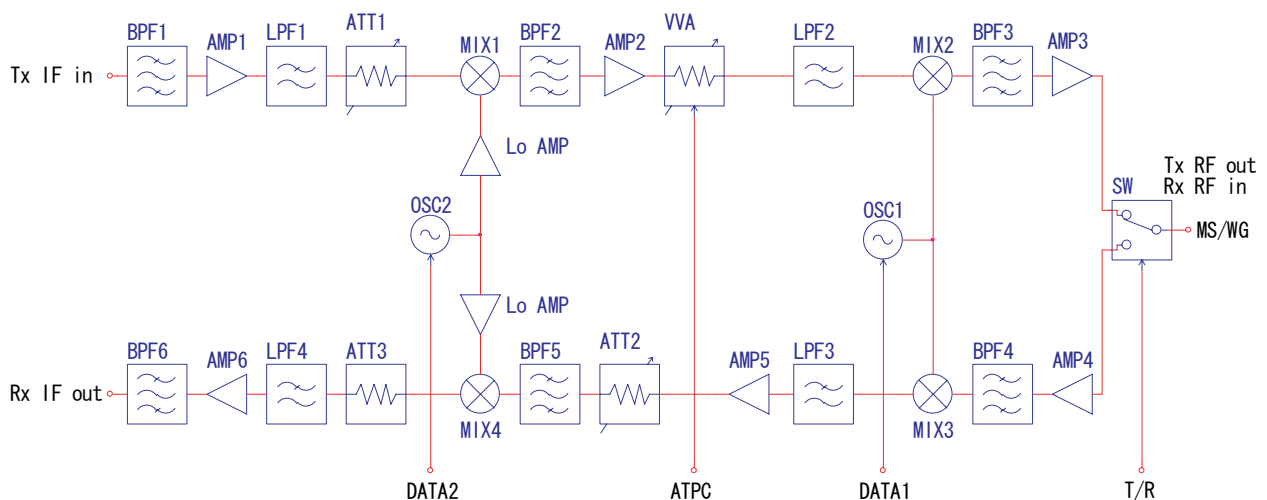 BPF1 AMP1 LPF1 ATT1 MIX1 BPF2 AMP2 VVA LPF2 MIX2 BPF3 AMP3
Tx IF in
Lo AMP
Tx RF out
Rx RF in
SW
OSC2 OSC1
MS/WG
Lo AMP
BPF6 AMP6 LPF4 ATT3 BPF5 ATT2 AMP5 LPF3 BPF4 AMP4
Rx IF out
MIX4 MIX3
DATA2 ATPC DATA1 T/R